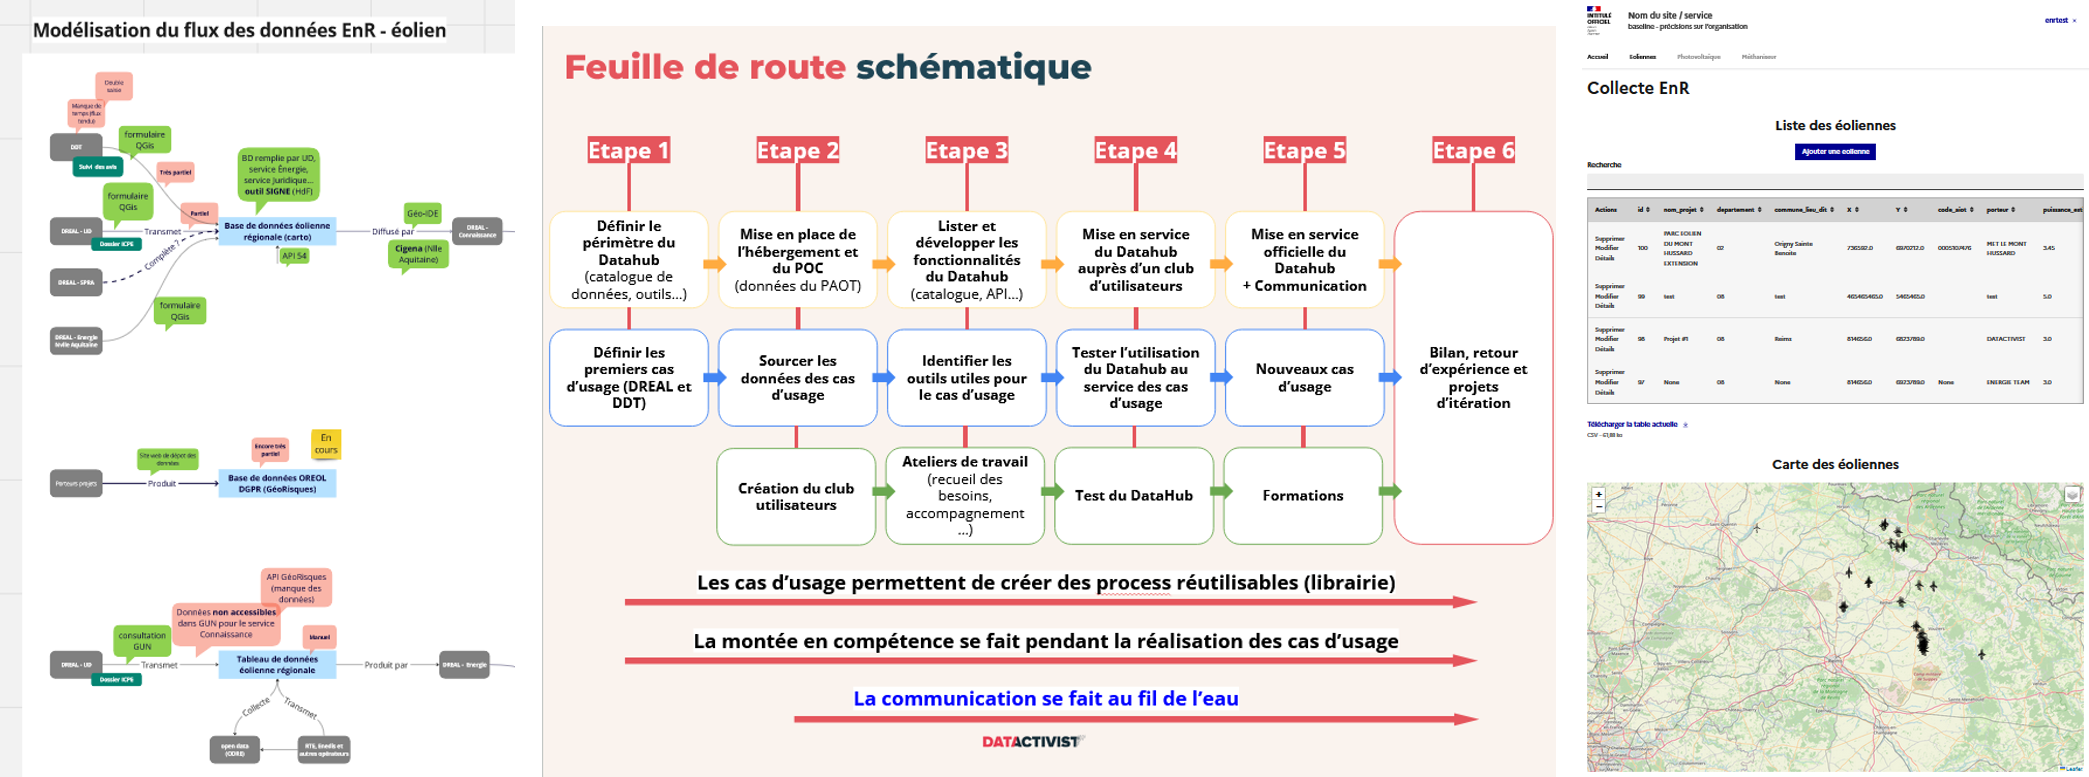 Modélisation du flux des données EnR - éolien
Double
saisie
Manque de
temps (flux
tendu)
DDT
Suivi des avis
formulaire
QGis
Très partiel
BD remplie par UD,
service Énergie,
service Juridique...
outil SIGNE (HdF)
formulaire
QGis
Partiel
DREAL - UD
Dossier ICPE
Transmet
Complète ?
Base de données éolienne
régionale (carto)
API S4
Diffusé par
Géo-IDE
Cigena (Nlle
Aquitaine)
DREAL -
Connaissance
DREAL - SPRA
formulaire
QGis
DREAL - Energie
Nvlle Aquitaine
Porteurs projets
Site web de dépot des
données
Produit
Encore très
partiel
En
cours
Base de données OREOL
DGPR (GéoRisques)
API GéoRisques
(manque des
données)
Données non accessibles
dans GUN pour le service
Connaissance
consultation
GUN
Manuel
DREAL - UD
Dossier ICPE
Transmet
Tableau de données
éolienne régionale
Produit par
DREAL - Energie
Collecte
Transmet
open data
(ODRE)
RTE, Enedis et
autres opérateurs
Feuille de route schématique
Etape 1
Etape 2
Etape 3
Etape 4
Etape 5
Etape 6
Définir le
périmètre du
Datahub
(catalogue de
données, outils...)
Mise en place de
l'hébergement et
du POC
(données du PAOT)
Lister et
développer les
fonctionnalités
du Datahub
(catalogue, API...)
Mise en service
du Datahub
auprès d'un club
d'utilisateurs
Mise en service
officielle du
Datahub
+ Communication
Définir les
premiers cas
d'usage (DREAL et
DDT)
Sourcer les
données des cas
d'usage
Identifier les
outils utiles pour
le cas d'usage
Tester l'utilisation
du Datahub au
service des cas
d'usage
Nouveaux cas
d'usage
Bilan, retour
d'expérience et
projets
d'itération
Création du club
utilisateurs
Ateliers de travail
(recueil des
besoins,
accompagnement
...)
Test du DataHub
Formations
Les cas d'usage permettent de créer des process réutilisables (librairie)
La montée en compétence se fait pendant la réalisation des cas d'usage
La communication se fait au fil de l'eau
DATACTIVIST
INTITULÉ
OFFICIEL
Nom du site / service
baseline - précisions sur l'organisation
enrtest
Accueil Eoliennes Photovoltaïque Méthaniseur
Collecte EnR
Liste des éoliennes
Ajouter une eolienne
Recherche
Actions id nom_projet departement commune_lieu_dit X Y code_aiot porteur
Supprimer
Modifier
Détails
100
PARC EOLIEN
DU MONT
HUSSARD
EXTENSION
02
Origny Sainte
Benoite
736592.0
6970212.0
0005107476
MET LE MONT
HUSSARD
3.45
Supprimer
Modifier
Détails
99 test 08 test 465465465.0 5465465.0 test 5.0
Supprimer
Modifier
Détails
98 Projet #1 08 Reims 814656.0 6923789.0 DATACTIVIST 3.0
Supprimer
Modifier
Détails
97 None 08 None 814656.0 6923789.0 None ENERGIE TEAM 3.0
Télécharger la table actuelle
Carte des éoliennes
+
−